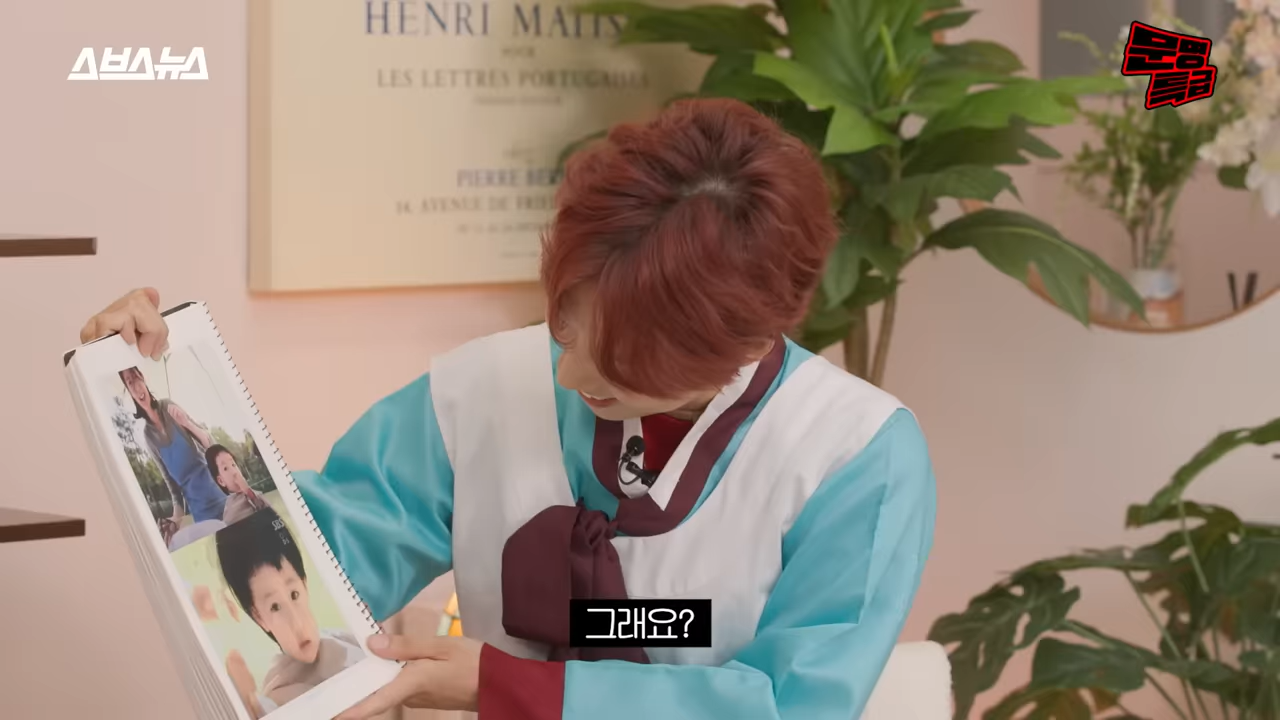 스브스뉴스
문명
특급
HENRI MATIS
LES LETTRES PORTUGAISES
PIERRE
14, AVENUE DE
그래요?